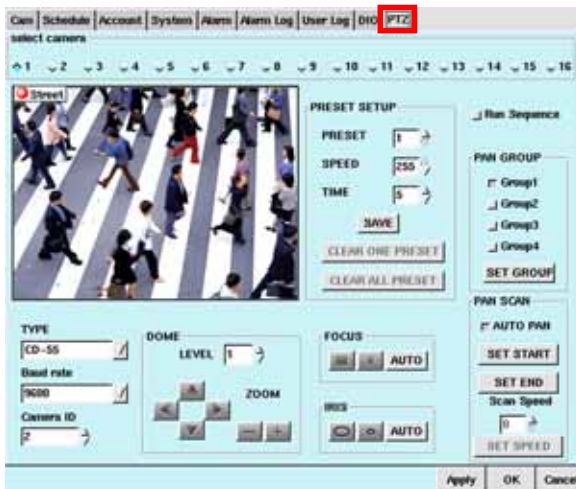 Cam Schedule Account System Alarm Alarm Log User Log DIO PTZ
select camera
1 2 3 4 5 6 7 8 9 10 11 12 13 14 15 16
Street
PRESET SETUP
PRESET 1
SPEED 255
TIME 5
SAVE
CLEAR ONE PRESET
CLEAR ALL PRESET
Run Sequence
PAN GROUP
Group1
Group2
Group3
Group4
SET GROUP
PAN SCAN
AUTO PAN
SET START
SET END
Scan Speed
0
SET SPEED
TYPE
CD-55
Baud rate
9600
Camera ID
2
DOME
LEVEL 1
ZOOM
FOCUS
AUTO
IRIS
AUTO
Apply OK Cancel